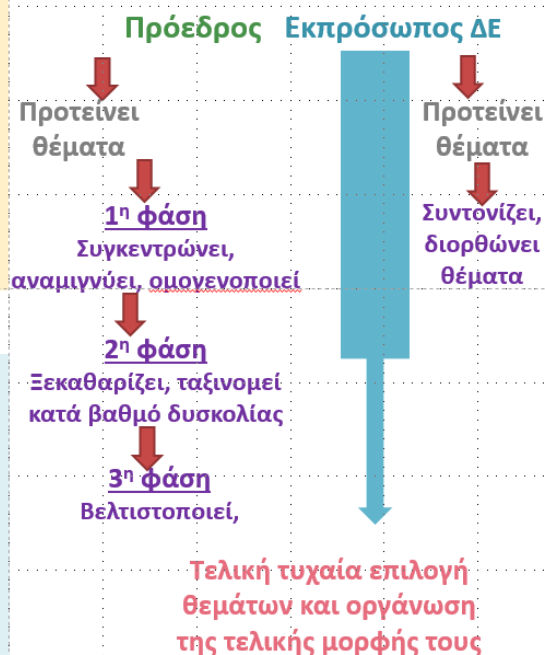 Πρόεδρος
Εκπρόσωπος ΔΕ
Προτείνει
θέματα
Προτείνει
θέματα
1η φάση
Συγκεντρώνει,
αναμιγνύει, ομογενοποιεί
Συντονίζει,
διορθώνει
θέματα
2η φάση
Ξεκαθαρίζει, ταξινομεί
κατά βαθμό δυσκολίας
3η φάση
Βελτιστοποιεί,
Τελική τυχαία επιλογή
θεμάτων και οργάνωση
της τελικής μορφής τους